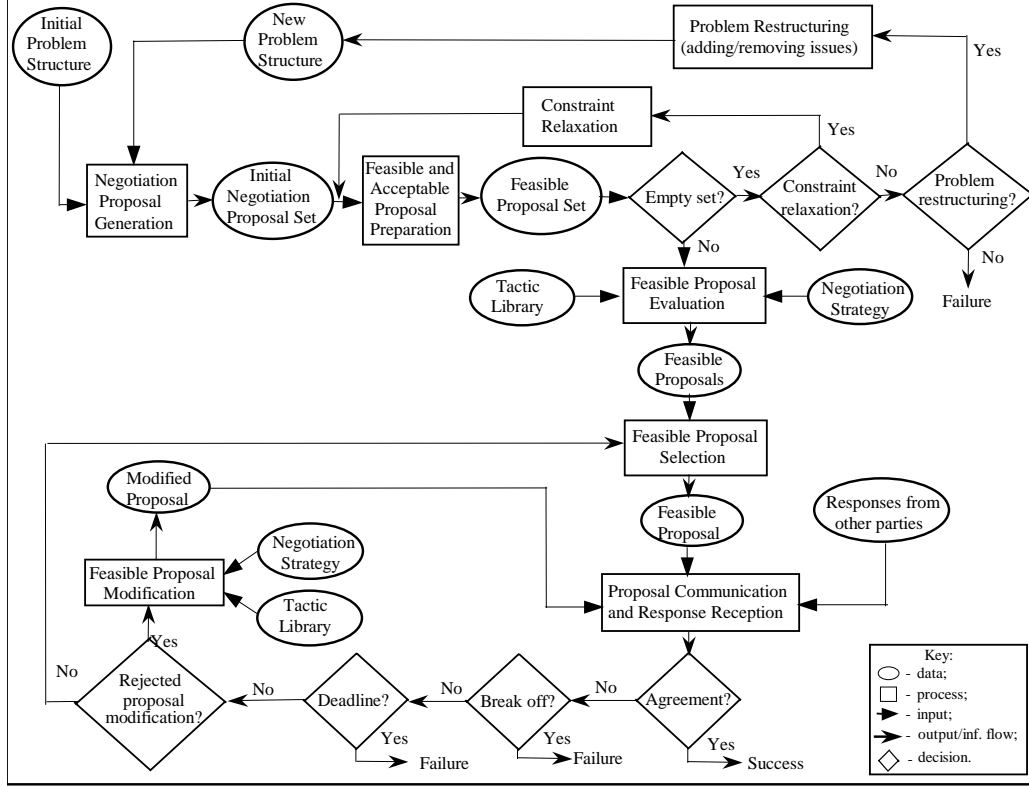 Initial
Problem
Structure
New
Problem
Structure
Problem Restructuring
(adding/removing issues)
Yes
Constraint
Relaxation
Yes
Negotiation
Proposal
Generation
Initial
Negotiation
Proposal Set
Feasible and
Acceptable
Proposal
Preparation
Feasible
Proposal Set
Empty set?
Yes
Constraint
relaxation?
No
Problem
restructuring?
No
No
Failure
Tactic
Library
Feasible Proposal
Evaluation
Negotiation
Strategy
Feasible
Proposals
Feasible Proposal
Selection
Modified
Proposal
Feasible
Proposal
Responses from
other parties
Negotiation
Strategy
Feasible Proposal
Modification
Tactic
Library
Proposal Communication
and Response Reception
Yes
No
Rejected
proposal
modification?
No
Deadline?
No
Break off?
No
Agreement?
Yes
Failure
Yes
Failure
Yes
Success
Key:
- data;
- process;
- input;
- output/inf. flow;
- decision.